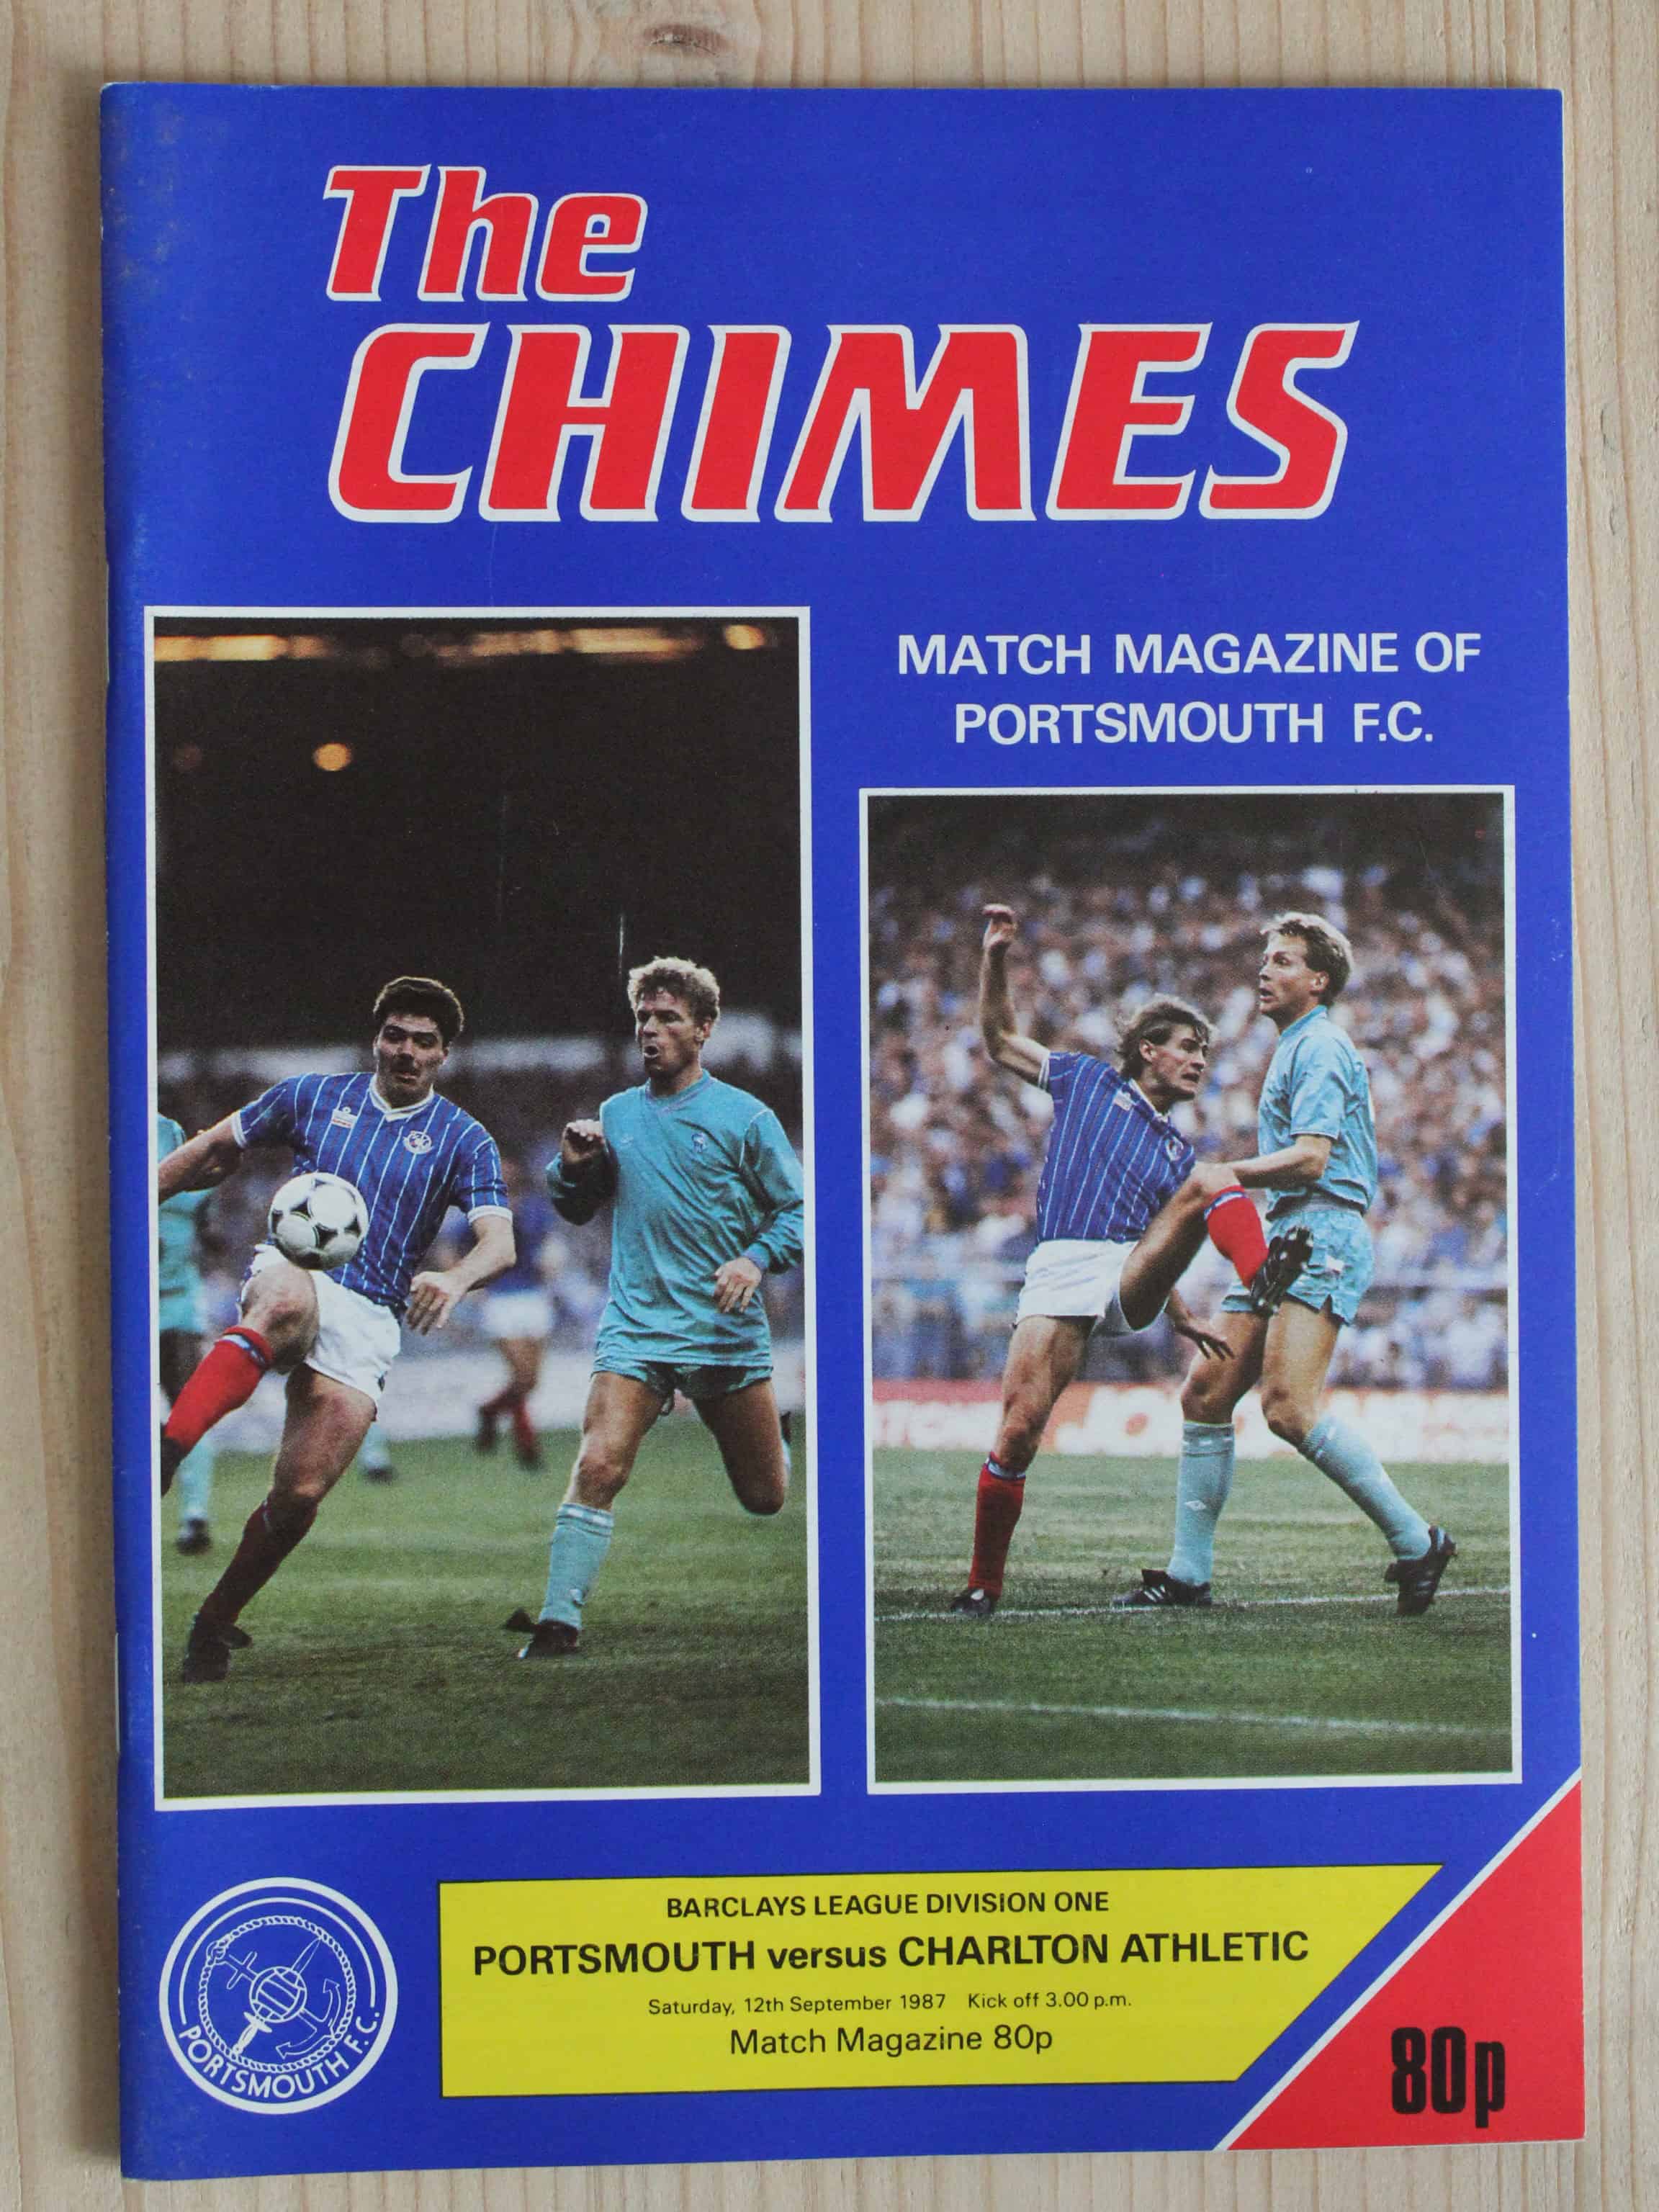 The
CHIMES
MATCH MAGAZINE OF
PORTSMOUTH F.C.
BARCLAYS LEAGUE DIVISION ONE
PORTSMOUTH versus CHARLTON ATHLETIC
Saturday, 12th September 1987 Kick off 3.00 p.m.
Match Magazine 80p
PORTSMOUTH F.C.
80p